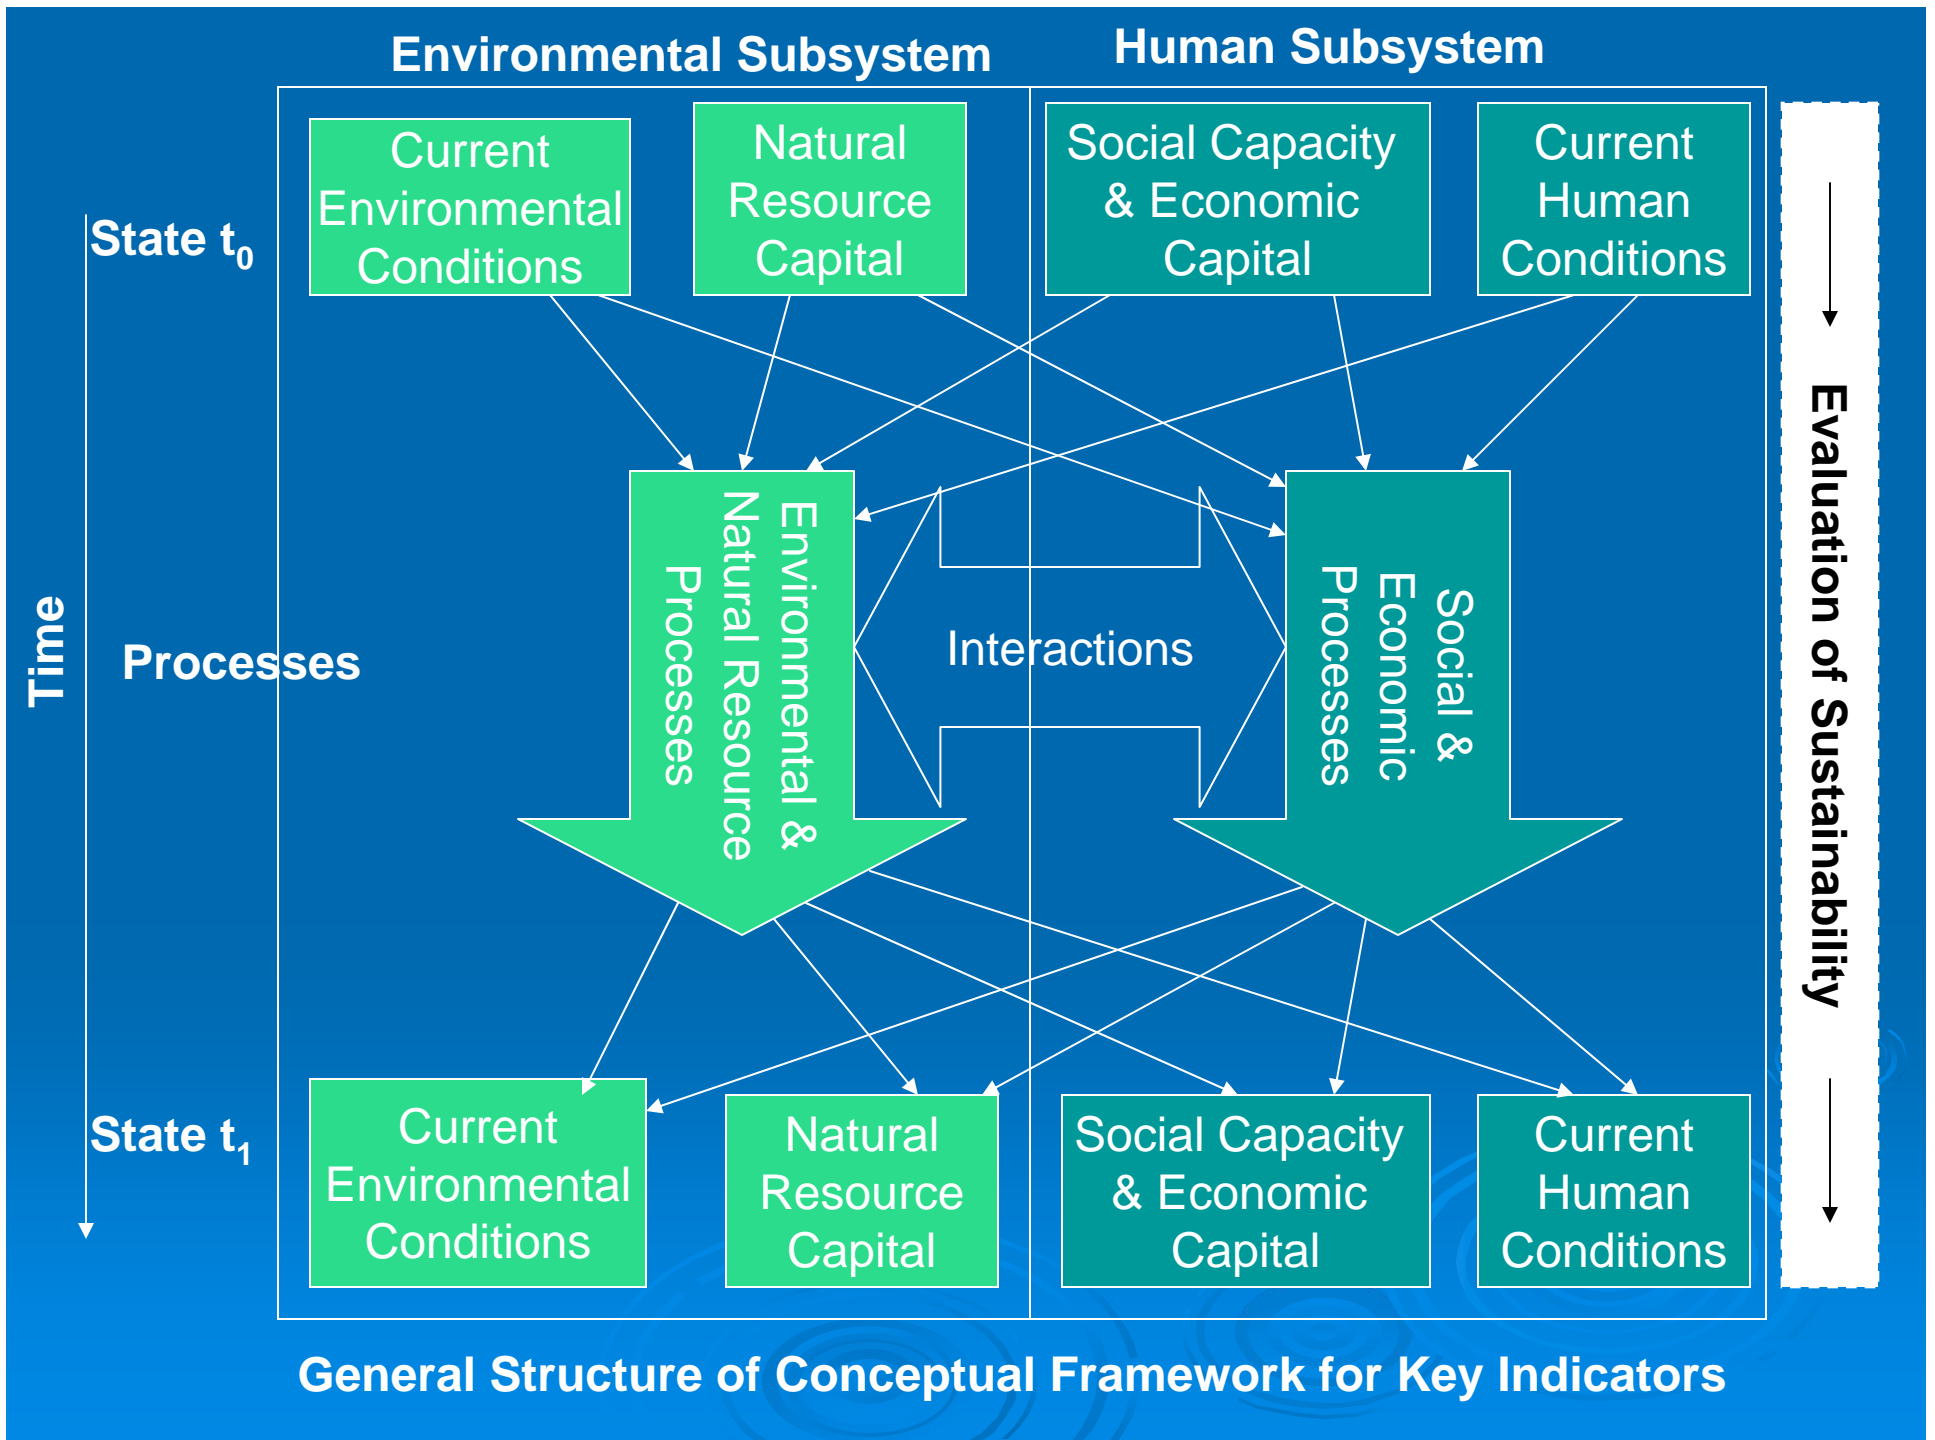 Environmental Subsystem
Human Subsystem
Current
Environmental
Conditions
Natural
Resource
Capital
Social Capacity
& Economic
Capital
Current
Human
Conditions
State t0
Time
Processes
Environmental &
Natural Resource
Processes
Interactions
Social &
Economic
Processes
Evaluation of Sustainability
State t1
Current
Environmental
Conditions
Natural
Resource
Capital
Social Capacity
& Economic
Capital
Current
Human
Conditions
General Structure of Conceptual Framework for Key Indicators